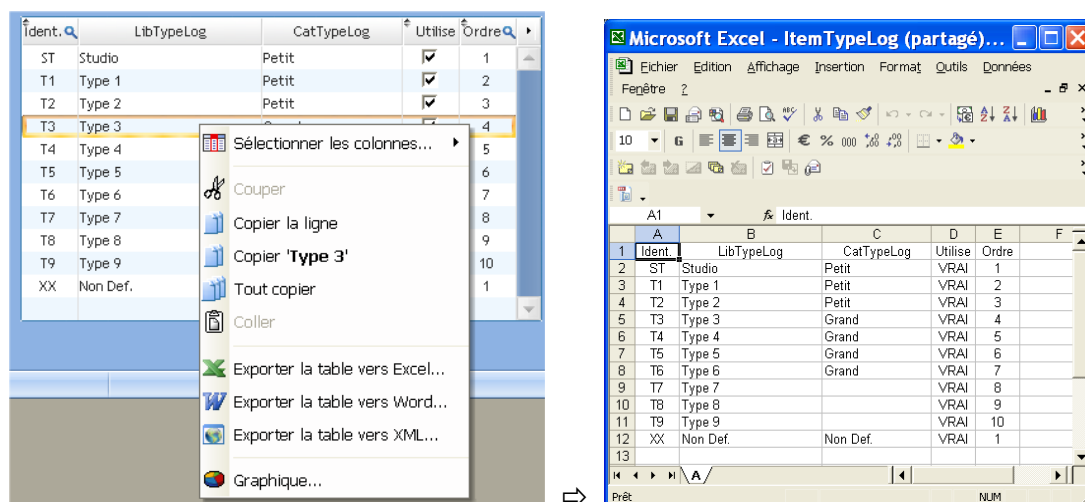 Ident. LibTypeLog CatTypeLog Utilise Ordre
ST Studio Petit 1
T1 Type 1 Petit 2
T2 Type 2 Petit 3
T3 Type 3 4
T4 Type 4 5
T5 Type 5 6
T6 Type 6 7
T7 Type 7 8
T8 Type 8 9
T9 Type 9 10
XX Non Def. 1
Sélectionner les colonnes...
Couper
Copier la ligne
Copier 'Type 3'
Tout copier
Coller
Exporter la table vers Excel...
Exporter la table vers Word...
Exporter la table vers XML...
Graphique...
⇨
Microsoft Excel - ItemTypeLog (partagé)...
Fichier Edition Affichage Insertion Format Outils Données
Fenêtre ?
10 G € % 000
A1 fx Ident.
A B C D E F
1 Ident. LibTypeLog CatTypeLog Utilise Ordre
2 ST Studio Petit VRAI 1
3 T1 Type 1 Petit VRAI 2
4 T2 Type 2 Petit VRAI 3
5 T3 Type 3 Grand VRAI 4
6 T4 Type 4 Grand VRAI 5
7 T5 Type 5 Grand VRAI 6
8 T6 Type 6 Grand VRAI 7
9 T7 Type 7 VRAI 8
10 T8 Type 8 VRAI 9
11 T9 Type 9 VRAI 10
12 XX Non Def. Non Def. VRAI 1
13
A
Prêt NUM